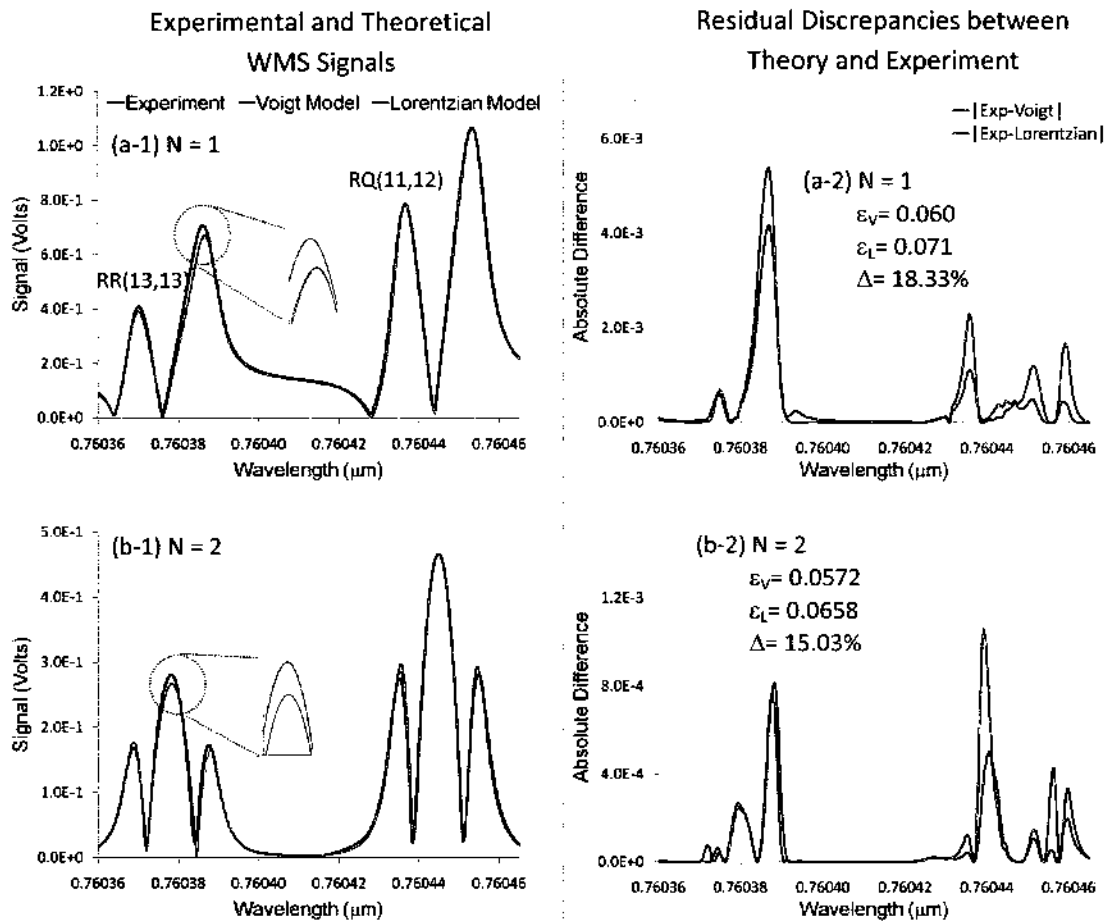 Experimental and Theoretical
WMS Signals
Residual Discrepancies between
Theory and Experiment
Experiment Voigt Model Lorentzian Model
(a-1) N = 1
RR(13,13)
RQ(11,12)
Signal (Volts)
1.2E+0
1.0E+0
8.0E-1
6.0E-1
4.0E-1
2.0E-1
0.0E+0
0.76036 0.76038 0.76040 0.76042 0.76044 0.76046
Wavelength (μm)
|Exp-Voigt|
|Exp-Lorentzian|
(a-2) N = 1
εV= 0.060
εL= 0.071
Δ= 18.33%
Absolute Difference
6.0E-3
4.0E-3
2.0E-3
0.0E+0
0.76036 0.76038 0.76040 0.76042 0.76044 0.76046
Wavelength (μm)
(b-1) N = 2
Signal (Volts)
5.0E-1
4.0E-1
3.0E-1
2.0E-1
1.0E-1
0.0E+0
0.76036 0.76038 0.76040 0.76042 0.76044 0.76046
Wavelength (μm)
(b-2) N = 2
εV= 0.0572
εL= 0.0658
Δ= 15.03%
Absolute Difference
1.2E-3
8.0E-4
4.0E-4
0.0E+0
0.76036 0.76038 0.76040 0.76042 0.76044 0.76046
Wavelength (μm)